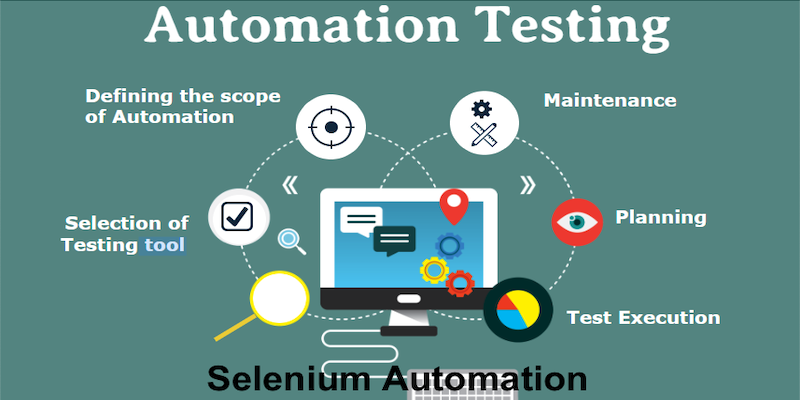 Automation Testing
Defining the scope
of Automation
Maintenance
Selection of
Testing tool
Planning
Test Execution
Selenium Automation